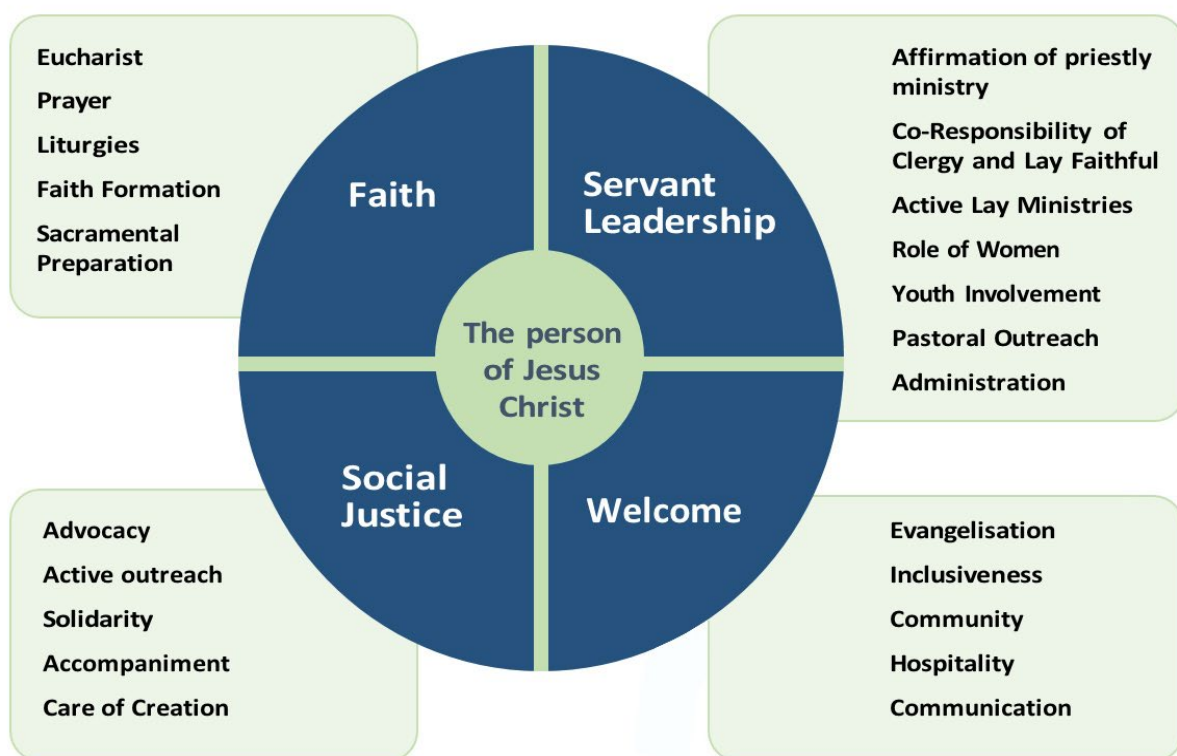 Eucharist
Prayer
Liturgies
Faith Formation
Sacramental
Preparation
Faith
Servant
Leadership
Affirmation of priestly
ministry
Co-Responsibility of
Clergy and Lay Faithful
Active Lay Ministries
Role of Women
Youth Involvement
Pastoral Outreach
Administration
The person
of Jesus
Christ
Social
Justice
Welcome
Advocacy
Active outreach
Solidarity
Accompaniment
Care of Creation
Evangelisation
Inclusiveness
Community
Hospitality
Communication